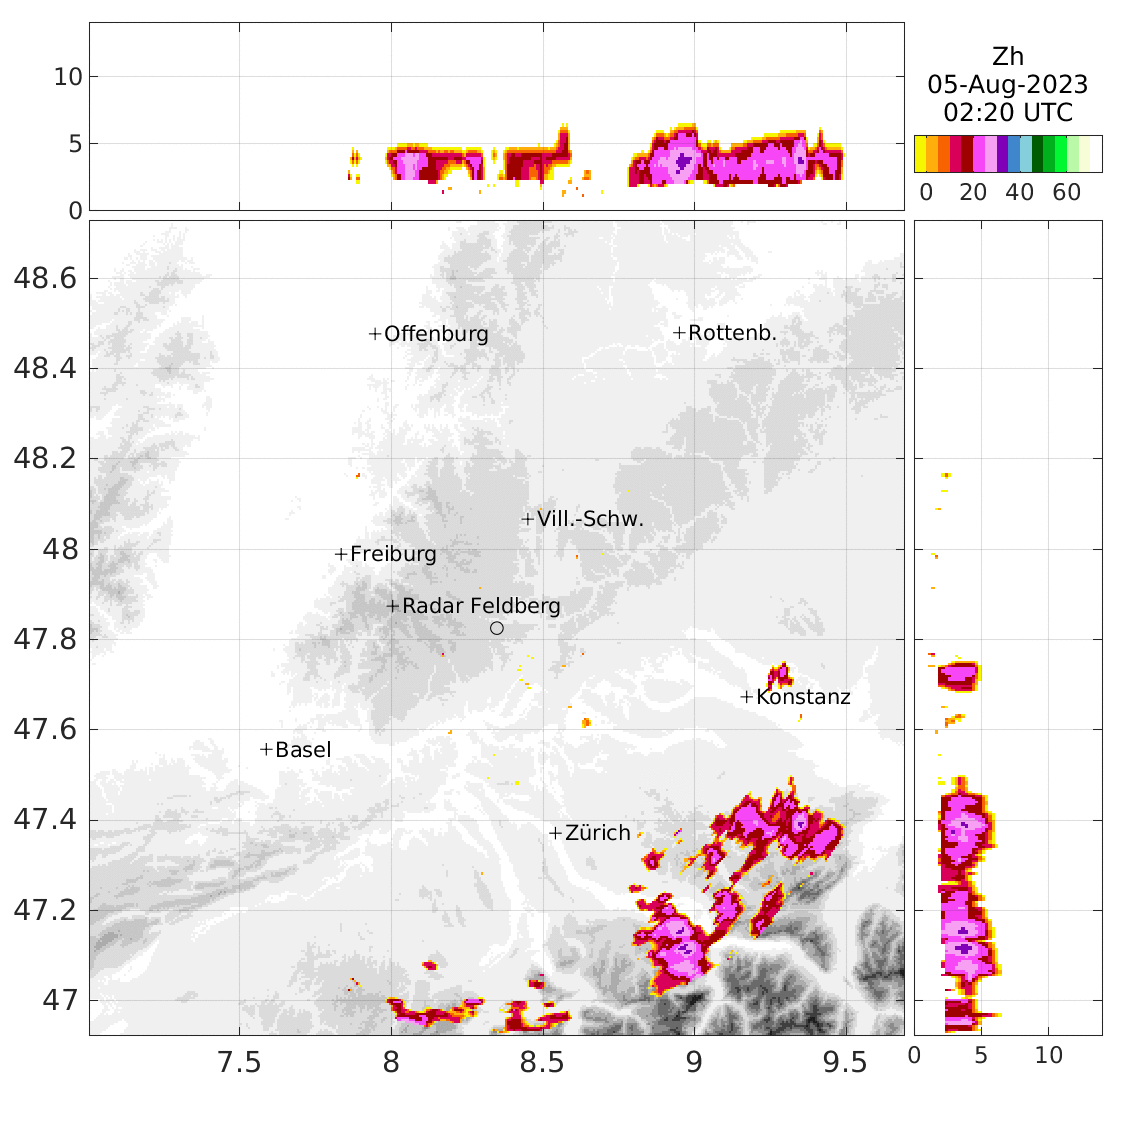 Zh
05-Aug-2023
02:20 UTC
0 20 40 60
10
5
0
48.6
48.4
48.2
48
47.8
47.6
47.4
47.2
47
Offenburg
Rottenb.
Vill.-Schw.
Freiburg
Radar Feldberg
Konstanz
Basel
Zürich
7.5 8 8.5 9 9.5
0 5 10